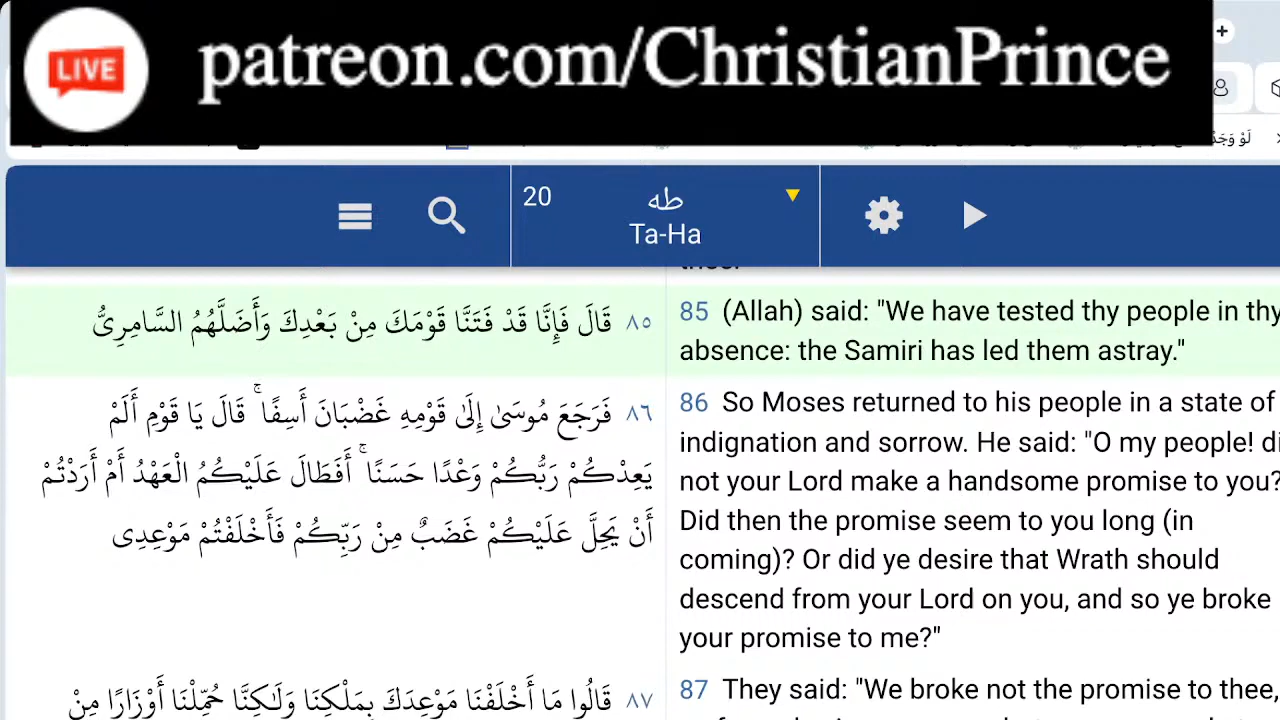 LIVE
patreon.com/ChristianPrince
20
طه
Ta-Ha
٨٥ قَالَ فَإِنَّا قَدْ فَتَنَّا قَوْمَكَ مِنْ بَعْدِكَ وَأَضَلَّهُمُ السَّامِرِىُّ
85 (Allah) said: "We have tested thy people in thy
absence: the Samiri has led them astray."
٨٦ فَرَجَعَ مُوسَىٰ إِلَىٰ قَوْمِهِ غَضْبَانَ أَسِفًا ۚ قَالَ يَا قَوْمِ أَلَمْ
يَعِدْكُمْ رَبُّكُمْ وَعْدًا حَسَنًا ۚ أَفَطَالَ عَلَيْكُمُ الْعَهْدُ أَمْ أَرَدْتُمْ
أَنْ يَحِلَّ عَلَيْكُمْ غَضَبٌ مِنْ رَبِّكُمْ فَأَخْلَفْتُمْ مَوْعِدِى
86 So Moses returned to his people in a state of
indignation and sorrow. He said: "O my people! di
not your Lord make a handsome promise to you?
Did then the promise seem to you long (in
coming)? Or did ye desire that Wrath should
descend from your Lord on you, and so ye broke
your promise to me?"
٨٧ قَالُوا مَا أَخْلَفْنَا مَوْعِدَكَ بِمَلْكِنَا وَلَٰكِنَّا حُمِّلْنَا أَوْزَارًا مِنْ
87 They said: "We broke not the promise to thee,